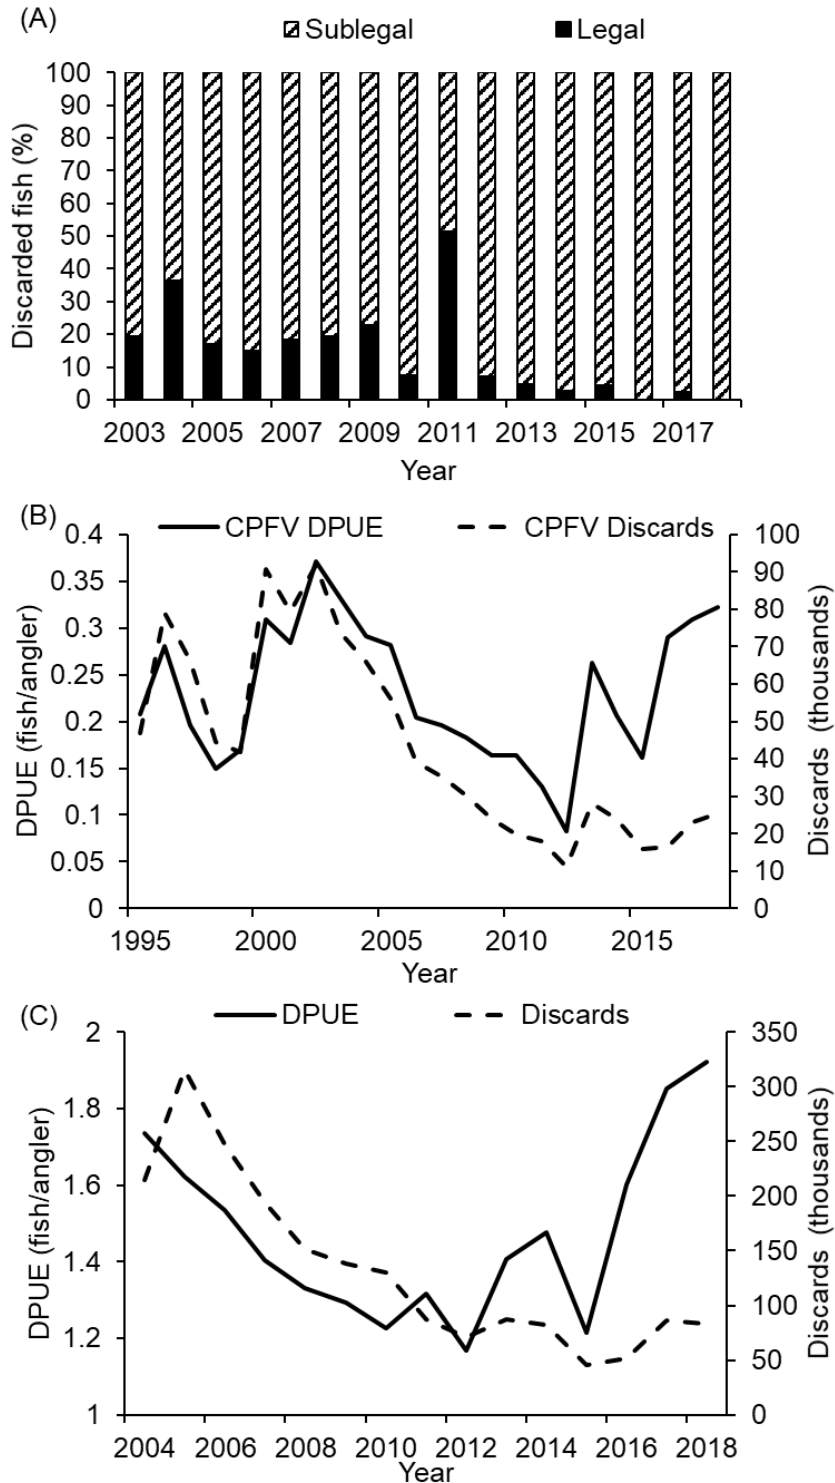 (A)
Sublegal Legal
100
90
80
70
60
50
40
30
20
10
0
Discarded fish (%)
2003 2005 2007 2009 2011 2013 2015 2017
Year
(B)
CPFV DPUE CPFV Discards
0.4
0.35
0.3
0.25
0.2
0.15
0.1
0.05
0
DPUE (fish/angler)
100
90
80
70
60
50
40
30
20
10
0
Discards (thousands)
1995 2000 2005 2010 2015
Year
(C)
DPUE Discards
2
1.8
1.6
1.4
1.2
1
DPUE (fish/angler)
350
300
250
200
150
100
50
0
Discards (thousands)
2004 2006 2008 2010 2012 2014 2016 2018
Year